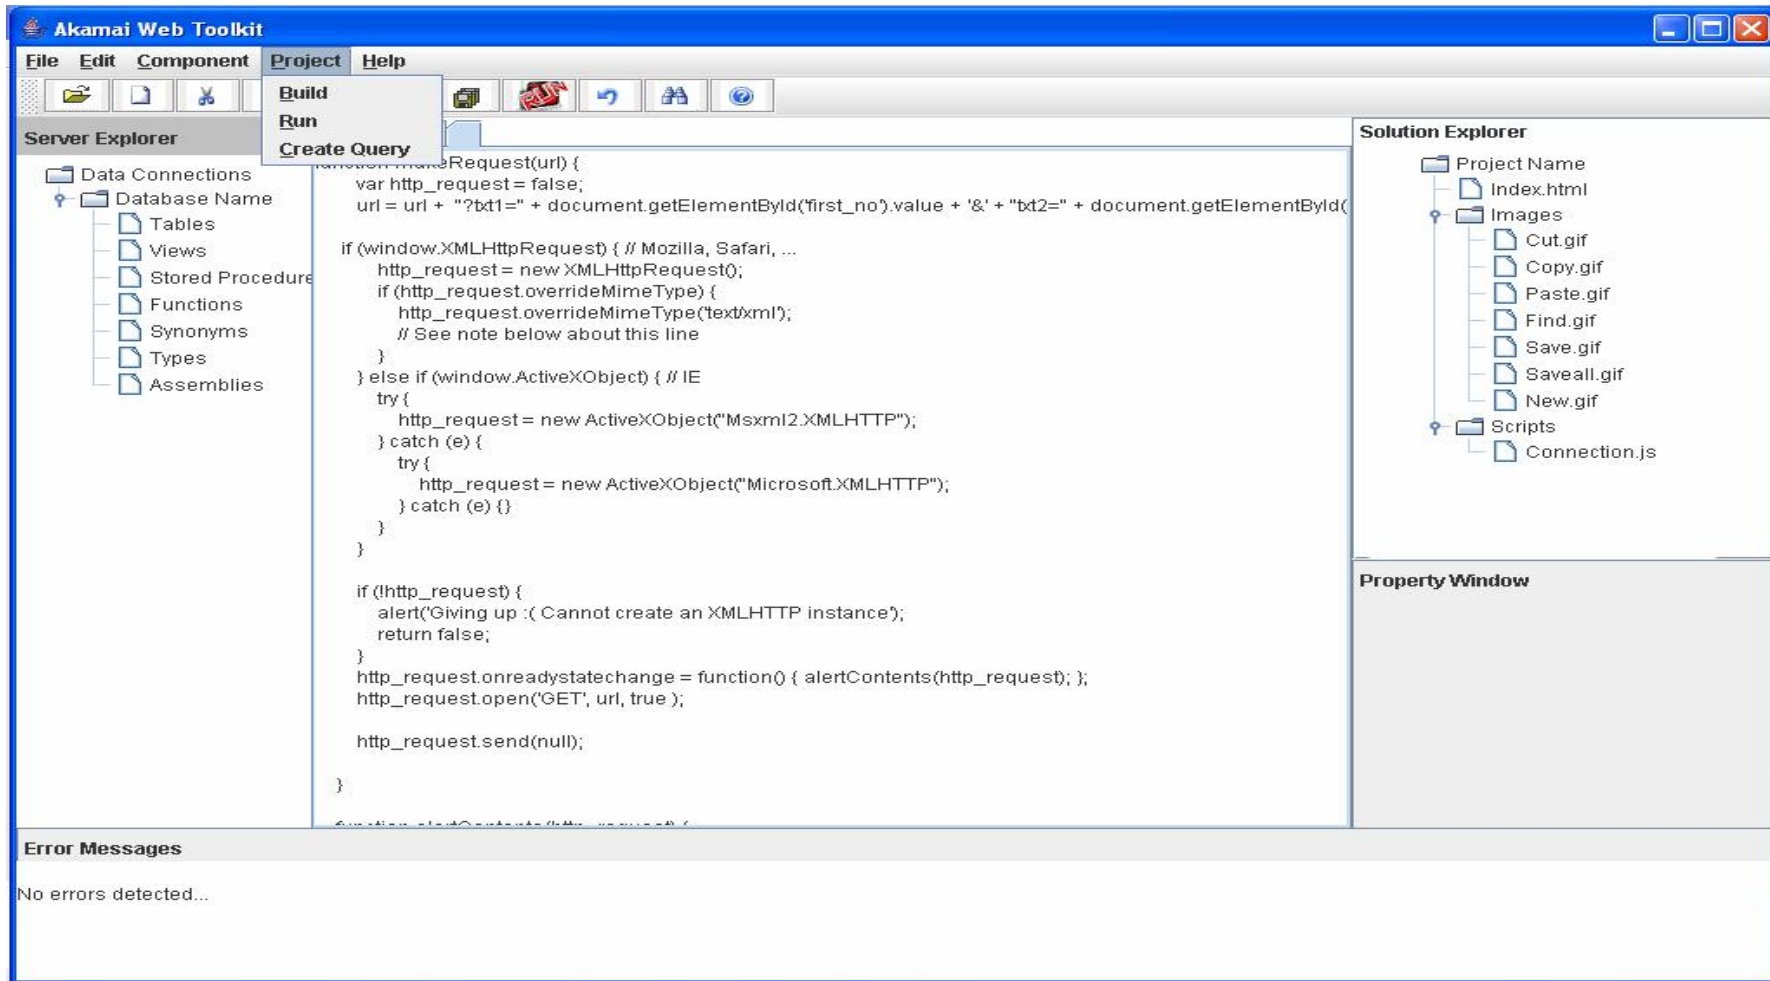 Akamai Web Toolkit
File Edit Component Project Help
Build
Run
Create Query
RUN
Server Explorer
Data Connections
Database Name
Tables
Views
Stored Procedure
Functions
Synonyms
Types
Assemblies
function makeRequest(url) {
var http_request = false;
url = url + "?txt1=" + document.getElementById('first_no').value + '&' + "txt2=" + document.getElementById(
if (window.XMLHttpRequest) { // Mozilla, Safari, ...
http_request = new XMLHttpRequest();
if (http_request.overrideMimeType) {
http_request.overrideMimeType('text/xml');
// See note below about this line
}
} else if (window.ActiveXObject) { // IE
try {
http_request = new ActiveXObject("Msxml2.XMLHTTP");
} catch (e) {
try {
http_request = new ActiveXObject("Microsoft.XMLHTTP");
} catch (e) {}
}
}
if (!http_request) {
alert('Giving up :( Cannot create an XMLHTTP instance');
return false;
}
http_request.onreadystatechange = function() { alertContents(http_request); };
http_request.open('GET', url, true );
http_request.send(null);
}
function alertContents(http_request) {
Solution Explorer
Project Name
Index.html
Images
Cut.gif
Copy.gif
Paste.gif
Find.gif
Save.gif
Saveall.gif
New.gif
Scripts
Connection.js
Property Window
Error Messages
No errors detected...